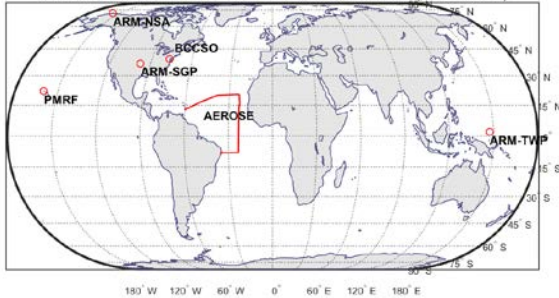 75° N
ARM-NSA
60° N
BCCSO
45° N
ARM-SGP
30° N
PMRF
15° N
AEROSE
ARM-TWP
15° S
30° S
45° S
60° S
75° S
90° S
180° W 120° W 60° W 0° 60° E 120° E 180° E